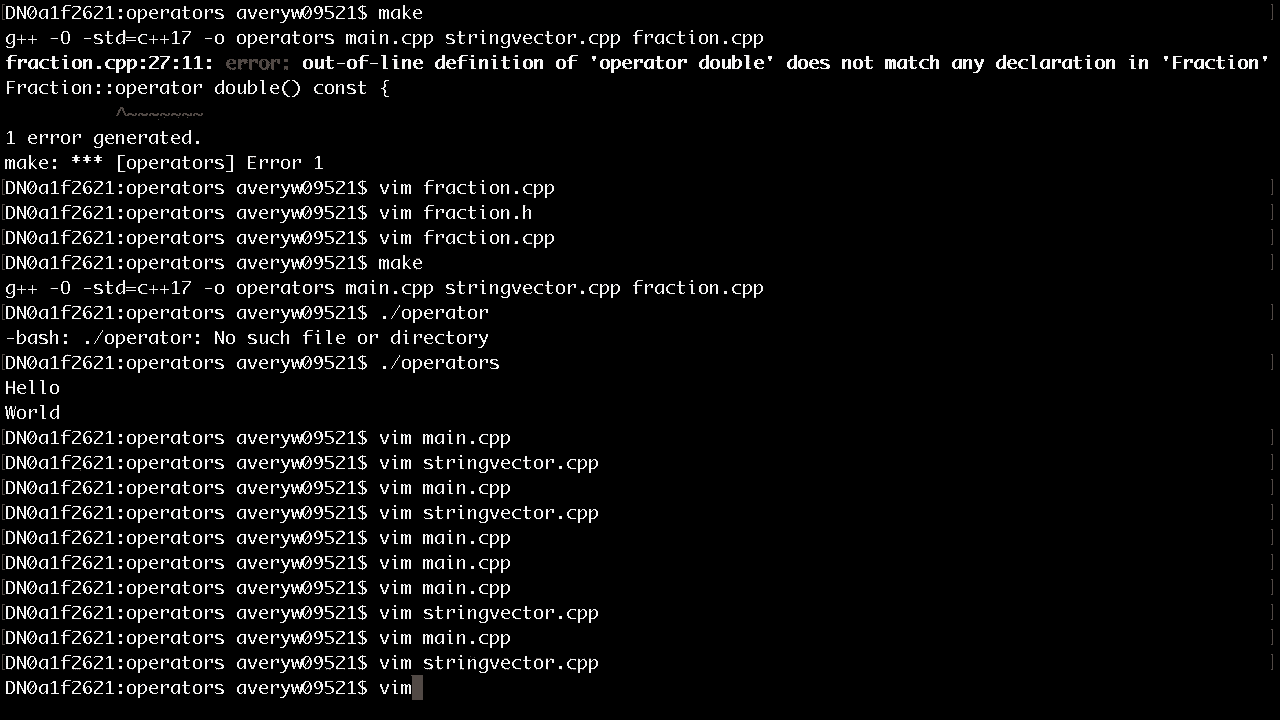 DN0a1f2621:operators averyw09521$ make
g++ -O -std=c++17 -o operators main.cpp stringvector.cpp fraction.cpp
fraction.cpp:27:11: error: out-of-line definition of 'operator double' does not match any declaration in 'Fraction'
Fraction::operator double() const {
          ^~~~~~~~
1 error generated.
make: *** [operators] Error 1
DN0a1f2621:operators averyw09521$ vim fraction.cpp
DN0a1f2621:operators averyw09521$ vim fraction.h
DN0a1f2621:operators averyw09521$ vim fraction.cpp
DN0a1f2621:operators averyw09521$ make
g++ -O -std=c++17 -o operators main.cpp stringvector.cpp fraction.cpp
DN0a1f2621:operators averyw09521$ ./operator
-bash: ./operator: No such file or directory
DN0a1f2621:operators averyw09521$ ./operators
Hello
World
DN0a1f2621:operators averyw09521$ vim main.cpp
DN0a1f2621:operators averyw09521$ vim stringvector.cpp
DN0a1f2621:operators averyw09521$ vim main.cpp
DN0a1f2621:operators averyw09521$ vim stringvector.cpp
DN0a1f2621:operators averyw09521$ vim main.cpp
DN0a1f2621:operators averyw09521$ vim main.cpp
DN0a1f2621:operators averyw09521$ vim main.cpp
DN0a1f2621:operators averyw09521$ vim stringvector.cpp
DN0a1f2621:operators averyw09521$ vim main.cpp
DN0a1f2621:operators averyw09521$ vim stringvector.cpp
DN0a1f2621:operators averyw09521$ vim